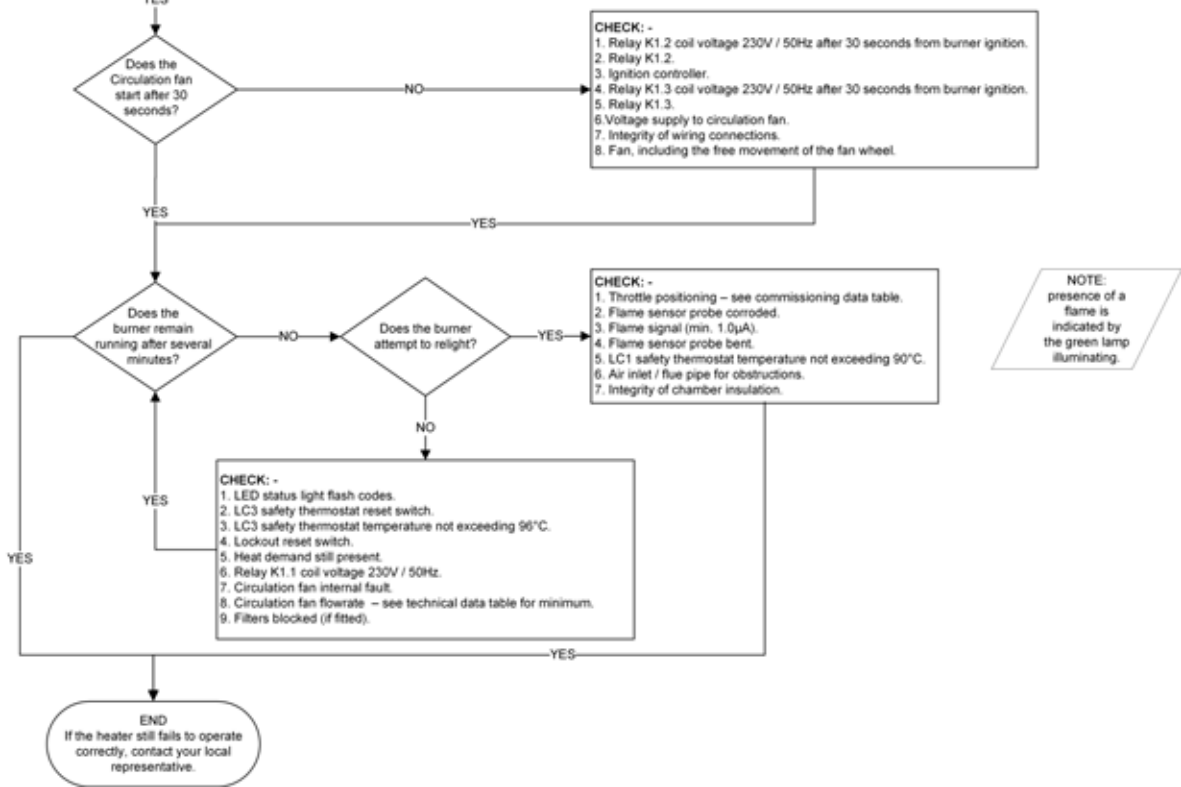 YES
Does the
Circulation fan
start after 30
seconds?
NO
CHECK: -
1. Relay K1.2 coil voltage 230V / 50Hz after 30 seconds from burner ignition.
2. Relay K1.2.
3. Ignition controller.
4. Relay K1.3 coil voltage 230V / 50Hz after 30 seconds from burner ignition.
5. Relay K1.3.
6.Voltage supply to circulation fan.
7. Integrity of wiring connections.
8. Fan, including the free movement of the fan wheel.
YES
YES
Does the
burner remain
running after several
minutes?
NO
Does the burner
attempt to relight?
YES
CHECK: -
1. Throttle positioning – see commissioning data table.
2. Flame sensor probe corroded.
3. Flame signal (min. 1.0µA).
4. Flame sensor probe bent.
5. LC1 safety thermostat temperature not exceeding 90°C.
6. Air inlet / flue pipe for obstructions.
7. Integrity of chamber insulation.
NOTE:
presence of a
flame is
indicated by
the green lamp
illuminating.
NO
YES
CHECK: -
1. LED status light flash codes.
2. LC3 safety thermostat reset switch.
3. LC3 safety thermostat temperature not exceeding 96°C.
4. Lockout reset switch.
5. Heat demand still present.
6. Relay K1.1 coil voltage 230V / 50Hz.
7. Circulation fan internal fault.
8. Circulation fan flowrate – see technical data table for minimum.
9. Filters blocked (if fitted).
YES
YES
END
If the heater still fails to operate
correctly, contact your local
representative.